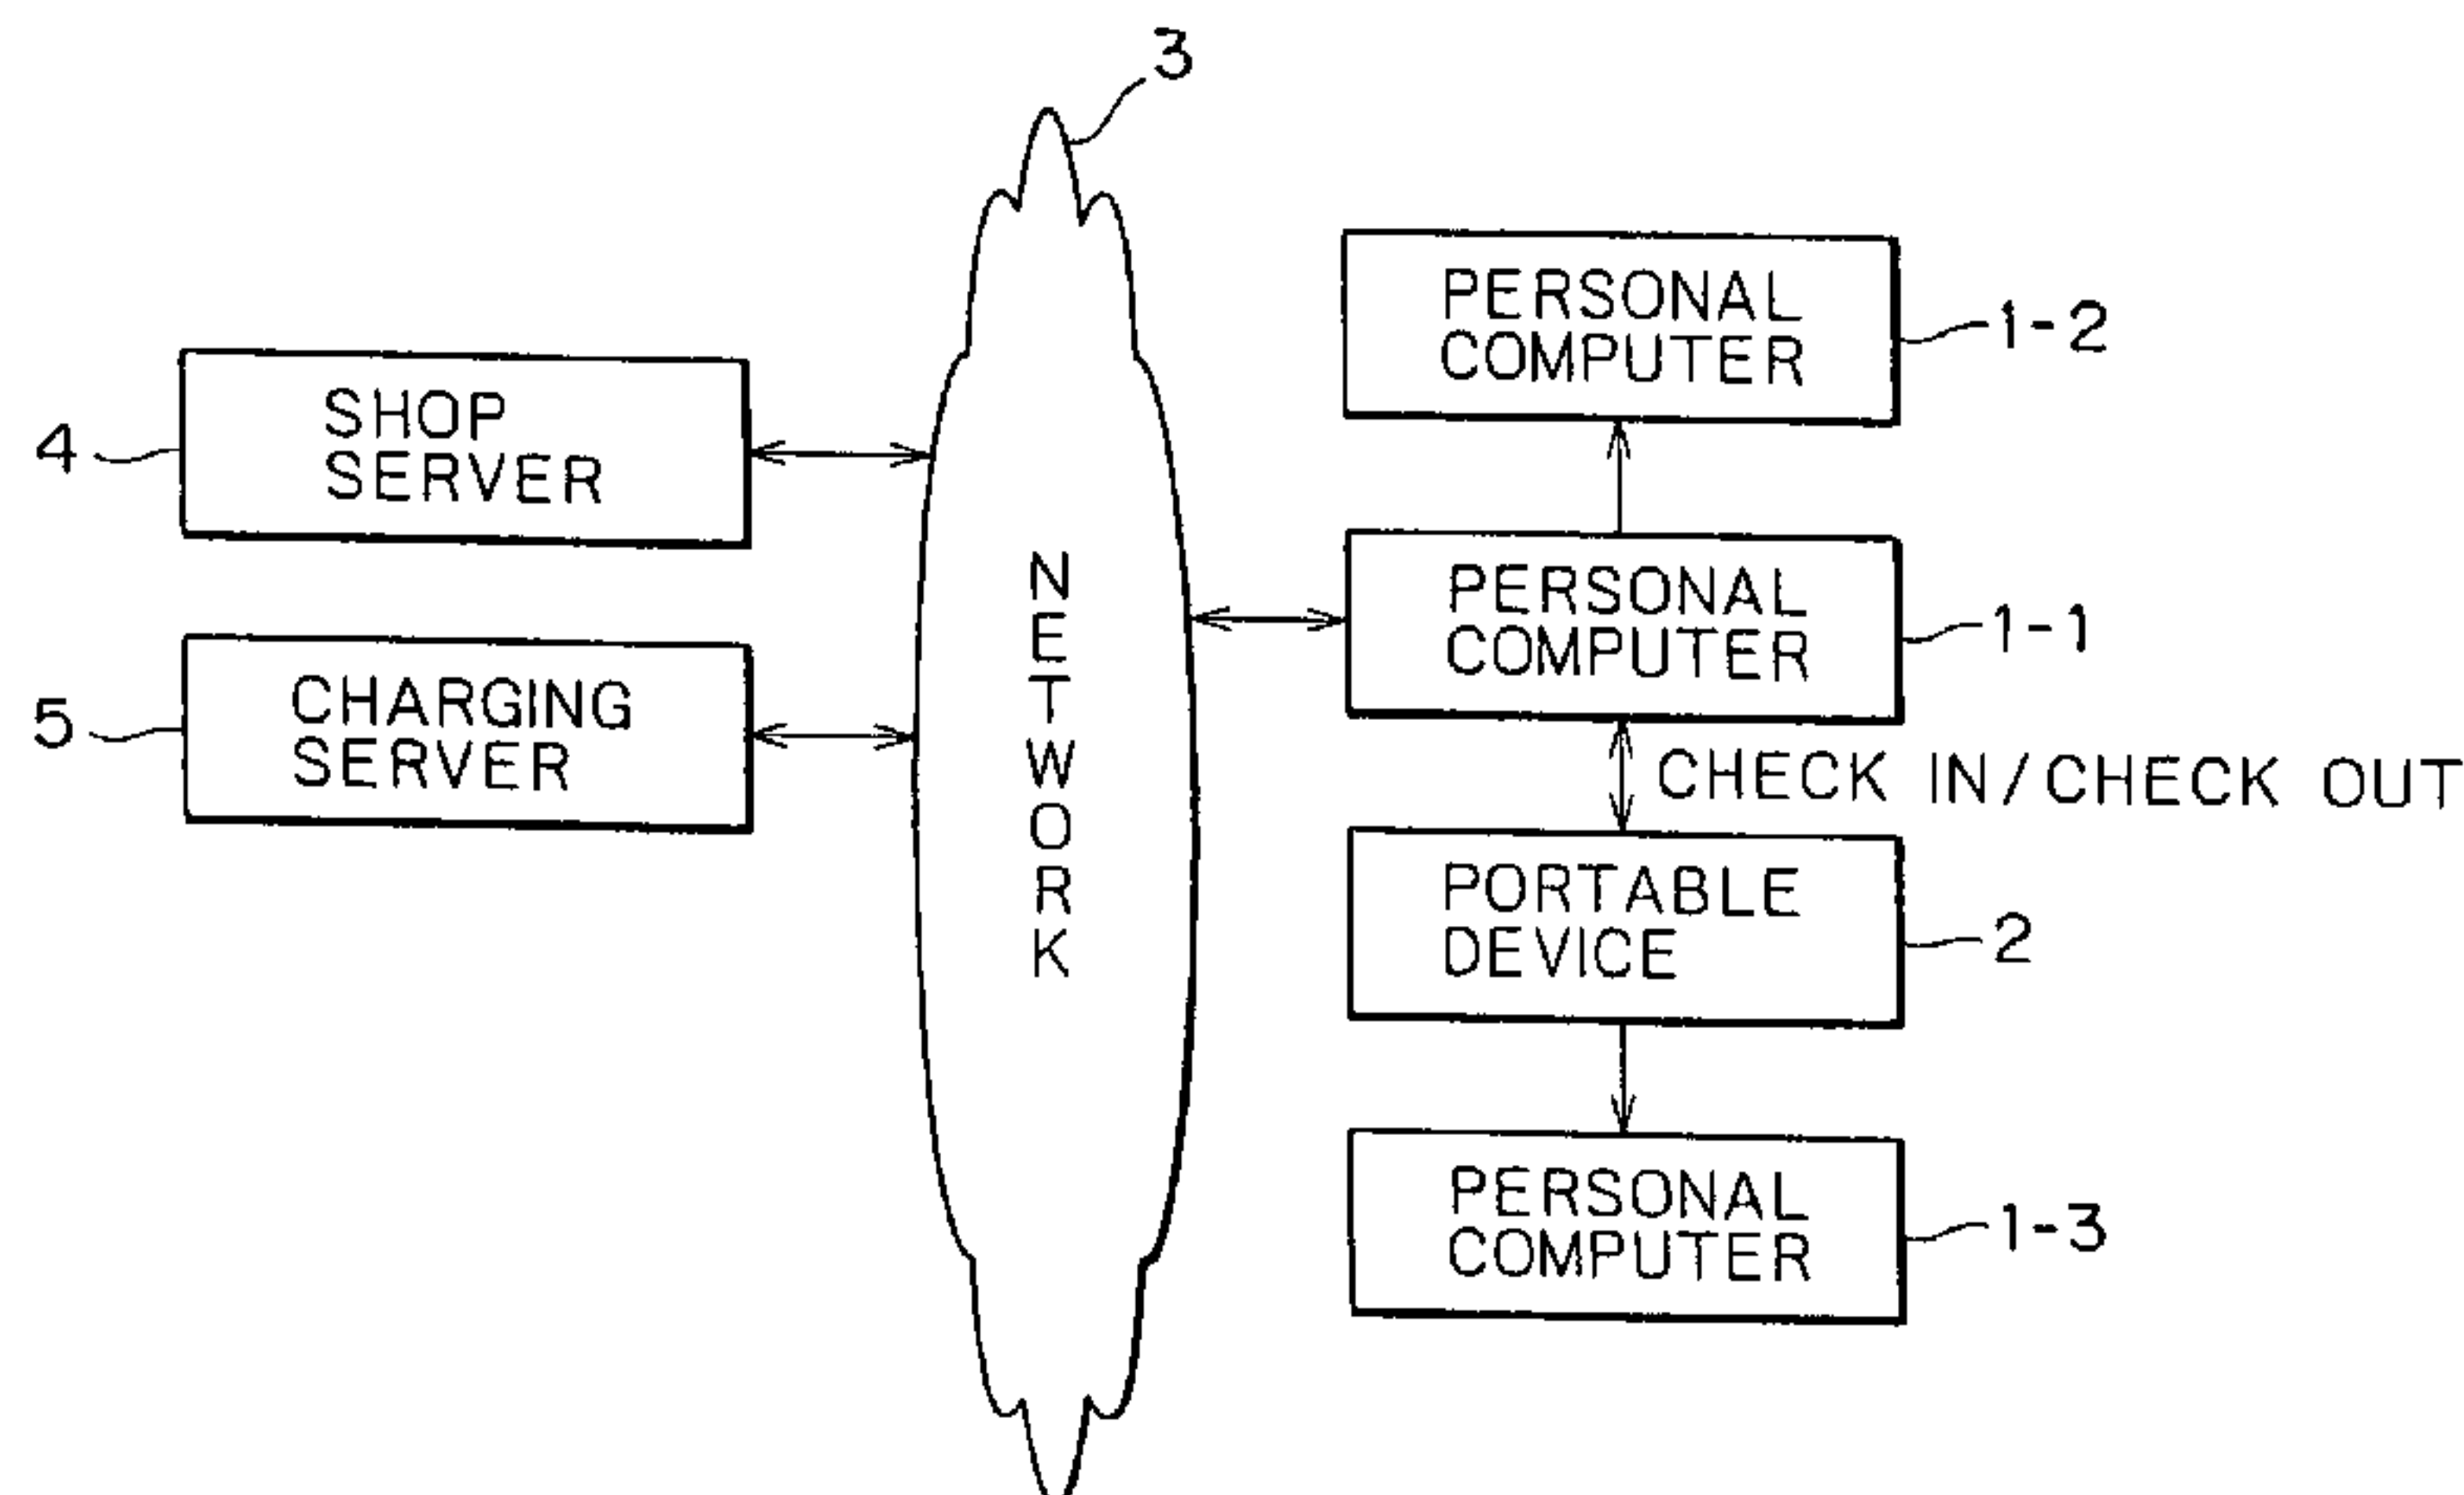 3
PERSONAL
COMPUTER
1-2
SHOP
SERVER
4
NETWORK
PERSONAL
COMPUTER
1-1
CHARGING
SERVER
5
CHECK IN/CHECK OUT
PORTABLE
DEVICE
2
PERSONAL
COMPUTER
1-3